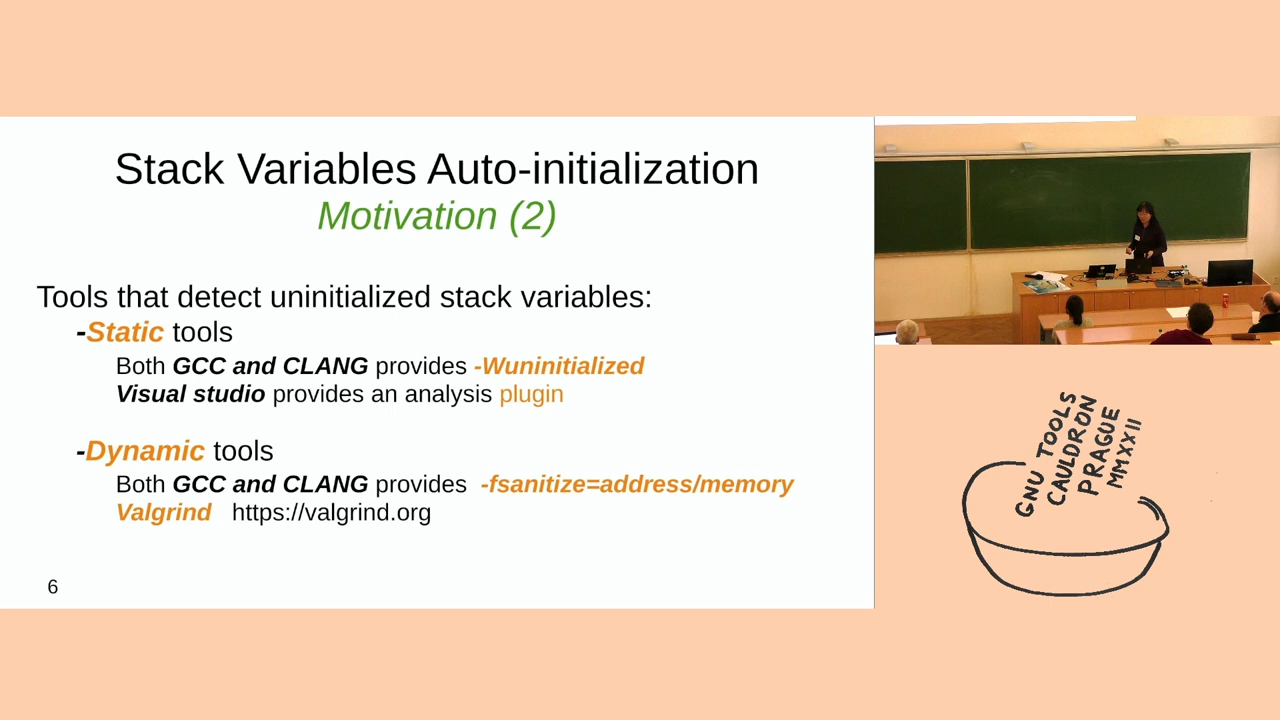 Stack Variables Auto-initialization
Motivation (2)
Tools that detect uninitialized stack variables:
-Static tools
Both GCC and CLANG provides -Wuninitialized
Visual studio provides an analysis plugin
-Dynamic tools
Both GCC and CLANG provides -fsanitize=address/memory
Valgrind https://valgrind.org
6
GNU TOOLS
CAULDRON
PRAGUE
MMXXII